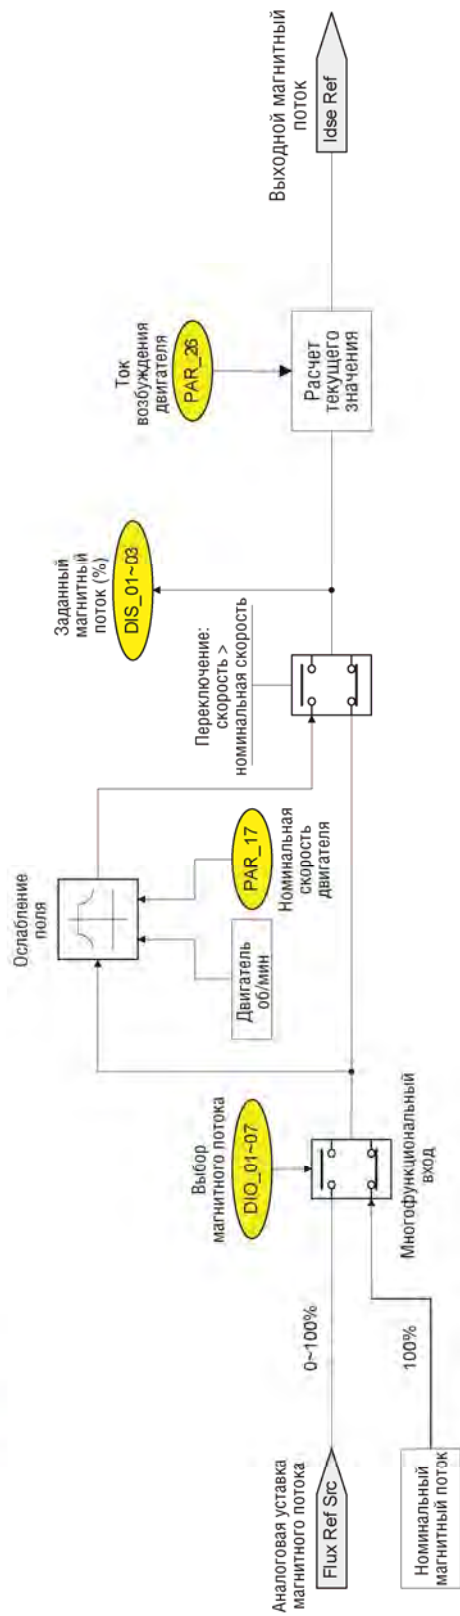 Аналоговая уставка
магнитного потока
Flux Ref Src
0~100%
Номинальный
магнитный поток
100%
Выбор
магнитного потока
DIO_01~07
Многофункциональный
вход
Ослабление
поля
Двигатель
об/мин
PAR_17
Номинальная
скорость
двигателя
Переключение:
скорость >
номинальная скорость
Заданный
магнитный
поток (%)
DIS_01~03
Ток
возбуждения
двигателя
PAR_26
Расчет
текущего
значения
Выходной магнитный
поток
Idse Ref